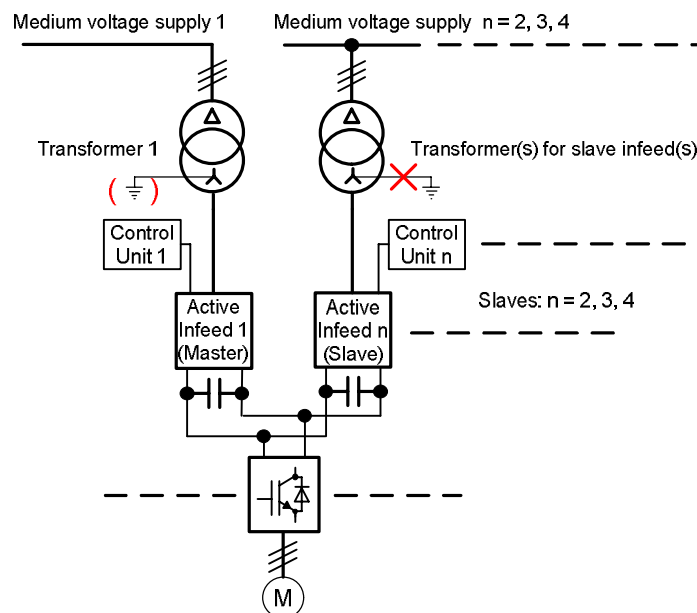 Medium voltage supply 1
Medium voltage supply n = 2, 3, 4
Transformer 1
Transformer(s) for slave infeed(s)
( )
Control
Unit 1
Control
Unit n
Active
Infeed 1
(Master)
Active
Infeed n
(Slave)
Slaves: n = 2, 3, 4
M